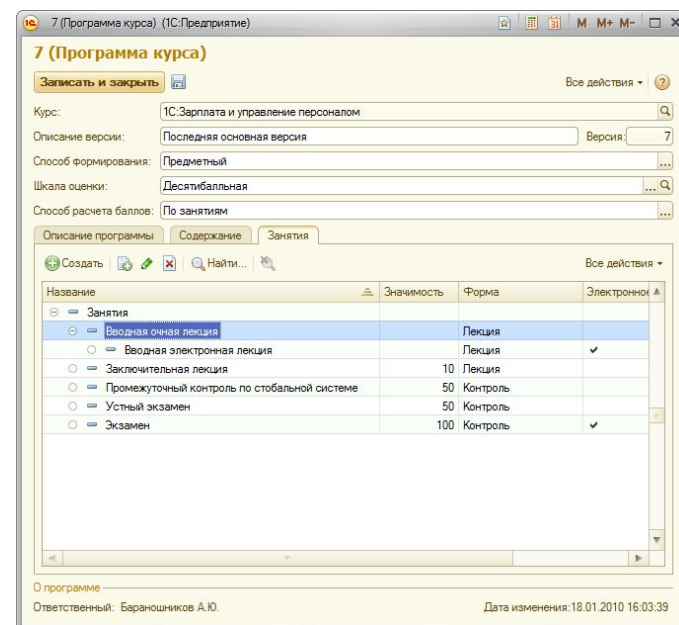 7 (Программа курса) (1С:Предприятие)
M M+ M-
7 (Программа курса)
Записать и закрыть Все действия
Курс: 1С:Зарплата и управление персоналом
Описание версии: Последняя основная версия Версия: 7
Способ формирования: Предметный ...
Шкала оценки: Десятибалльная ...
Способ расчета баллов: По занятиям ...
Описание программы Содержание Занятия
Создать Найти... Все действия
Название Значимость Форма Электронное
Занятия
Вводная очная лекция Лекция
Вводная электронная лекция Лекция
Заключительная лекция 10 Лекция
Промежуточный контроль по стобальной системе 50 Контроль
Устный экзамен 50 Контроль
Экзамен 100 Контроль
О программе
Ответственный: Бараношников А.Ю. Дата изменения:18.01.2010 16:03:39